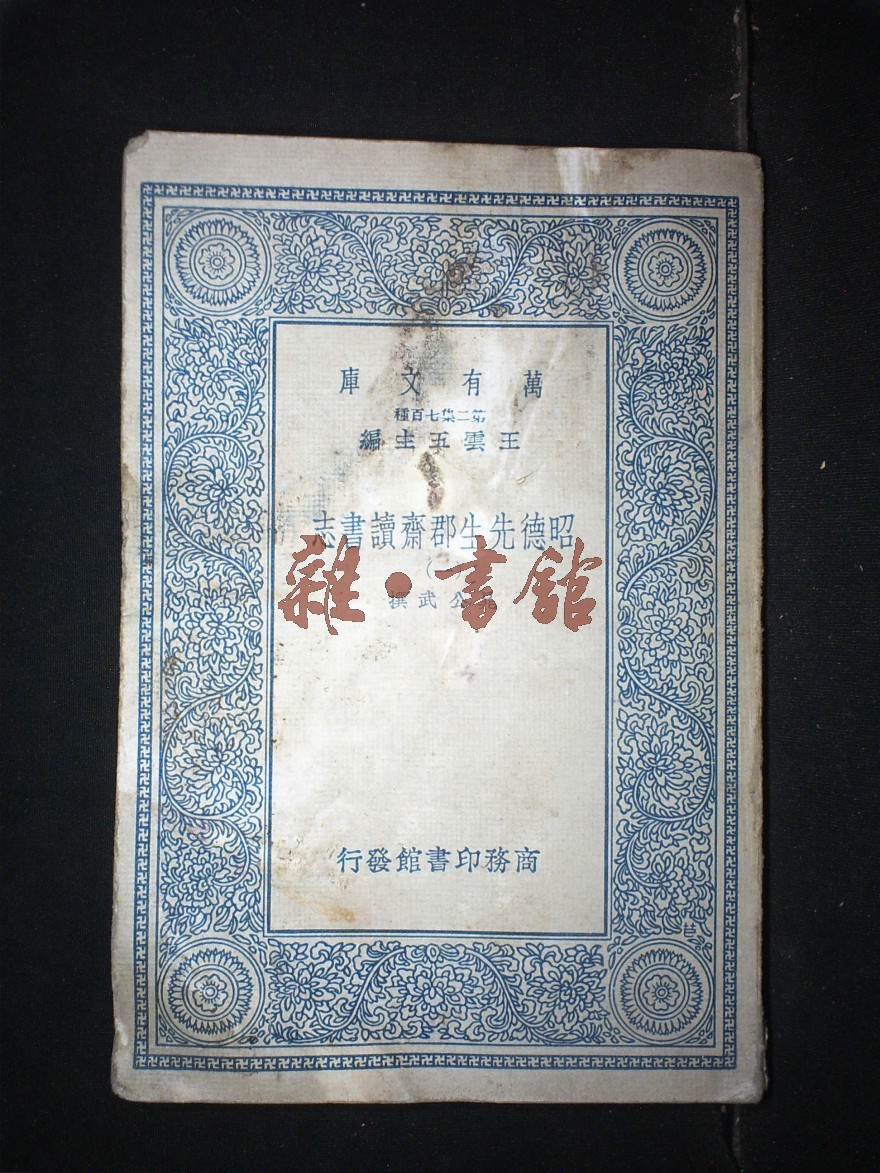 萬有文庫
第二集七百種
王雲五主編
昭德先生郡齋讀書志
雜·書館
公武撰
商務印書館發行